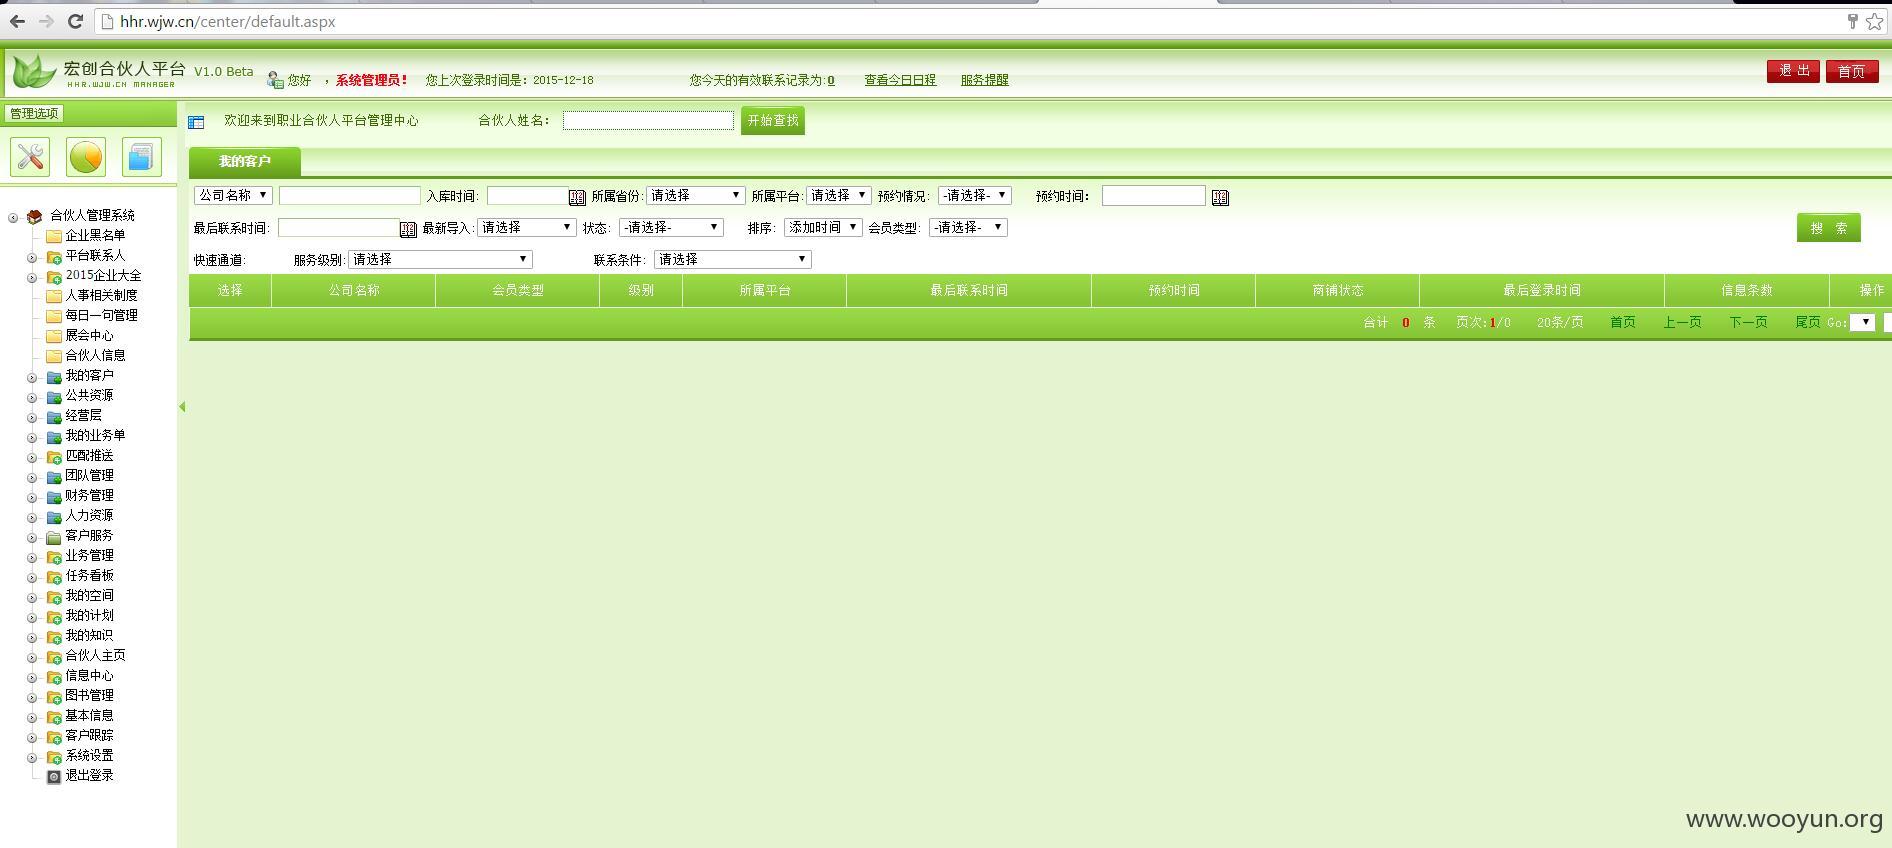 hhr.wjw.cn/center/default.aspx
宏创合伙人平台 V1.0 Beta
HHR.WJW.CN MANAGER
您好 ，系统管理员！ 您上次登录时间是：2015-12-18 您今天的有效联系记录为:0 查看今日日程 服务提醒
退 出 首页
管理选项
欢迎来到职业合伙人平台管理中心 合伙人姓名： 开始查找
我的客户
公司名称 入库时间: 所属省份: 请选择 所属平台: 请选择 预约情况: -请选择- 预约时间:
最后联系时间: 最新导入: 请选择 状态: -请选择- 排序: 添加时间 会员类型: -请选择- 搜 索
快速通道: 服务级别: 请选择 联系条件: 请选择
选择 公司名称 会员类型 级别 所属平台 最后联系时间 预约时间 商铺状态 最后登录时间 信息条数 操作
合计 0 条 页次:1/0 20条/页 首页 上一页 下一页 尾页 Go:
合伙人管理系统
企业黑名单
平台联系人
2015企业大全
人事相关制度
每日一句管理
展会中心
合伙人信息
我的客户
公共资源
经营层
我的业务单
匹配推送
团队管理
财务管理
人力资源
客户服务
业务管理
任务看板
我的空间
我的计划
我的知识
合伙人主页
信息中心
图书管理
基本信息
客户跟踪
系统设置
退出登录
www.wooyun.org